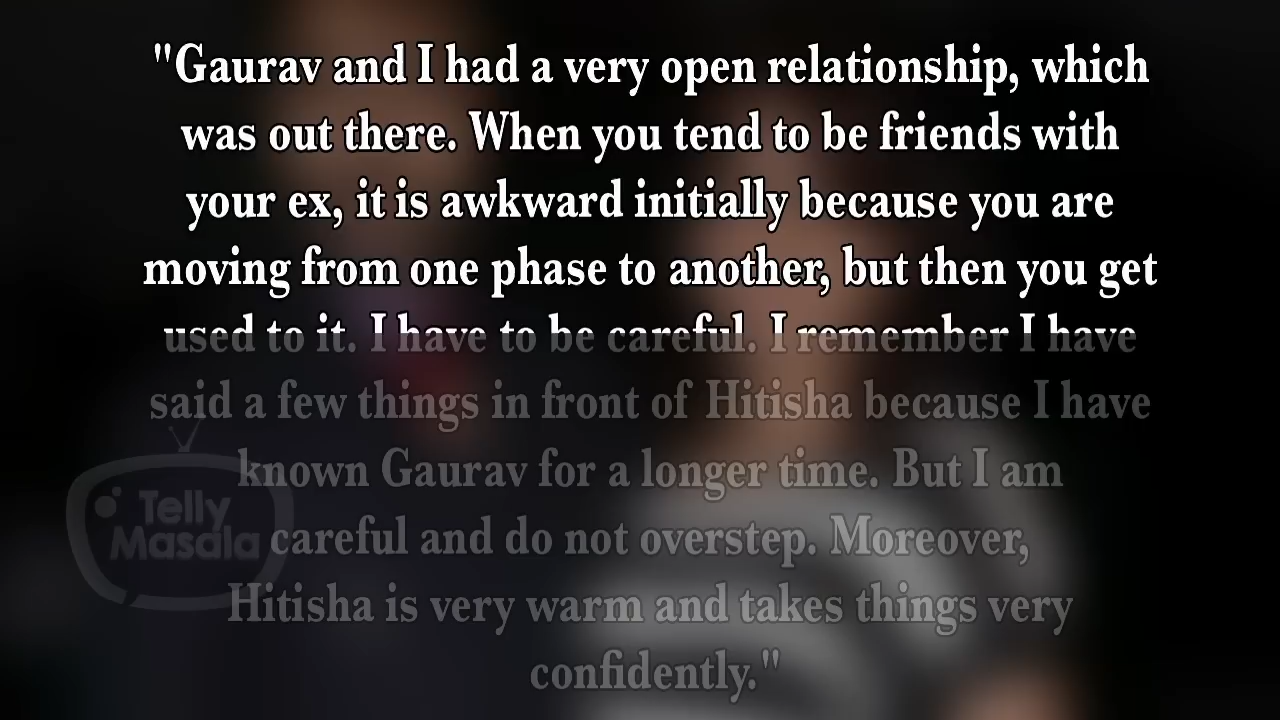 "Gaurav and I had a very open relationship, which
was out there. When you tend to be friends with
your ex, it is awkward initially because you are
moving from one phase to another, but then you get
used to it. I have to be careful. I remember I have
said a few things in front of Hitisha because I have
known Gaurav for a longer time. But I am
careful and do not overstep. Moreover,
Hitisha is very warm and takes things very
confidently."
Telly
Masala